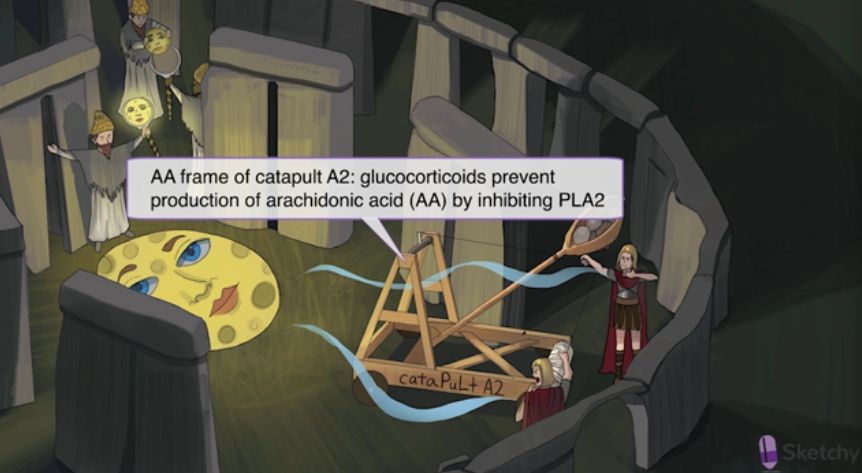 AA frame of catapult A2: glucocorticoids prevent
production of arachidonic acid (AA) by inhibiting PLA2
cataPuLt A2
Sketchy